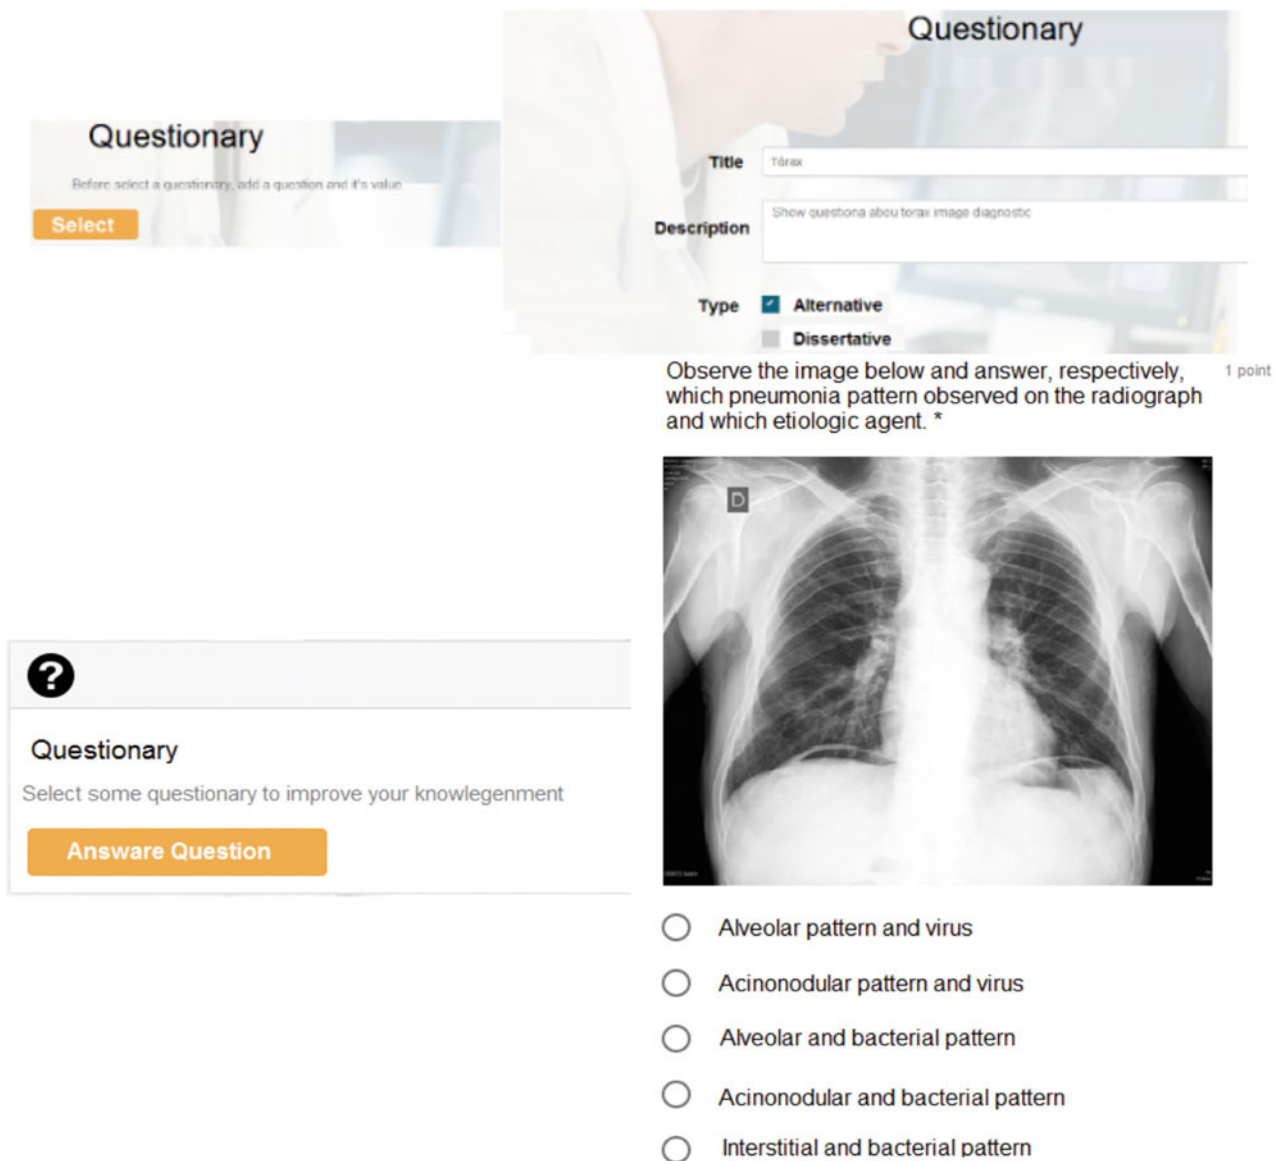 Questionary
Before select a questionary, add a question and it's value
Select
Questionary
Title
Tórax
Description
Show questiona abou torax image diagnostic
Type
Alternative
Dissertative
Observe the image below and answer, respectively,
1 point
which pneumonia pattern observed on the radiograph
and which etiologic agent. *
D
?
Questionary
Select some questionary to improve your knowlegenment
Answare Question
Alveolar pattern and virus
Acinonodular pattern and virus
Alveolar and bacterial pattern
Acinonodular and bacterial pattern
Interstitial and bacterial pattern